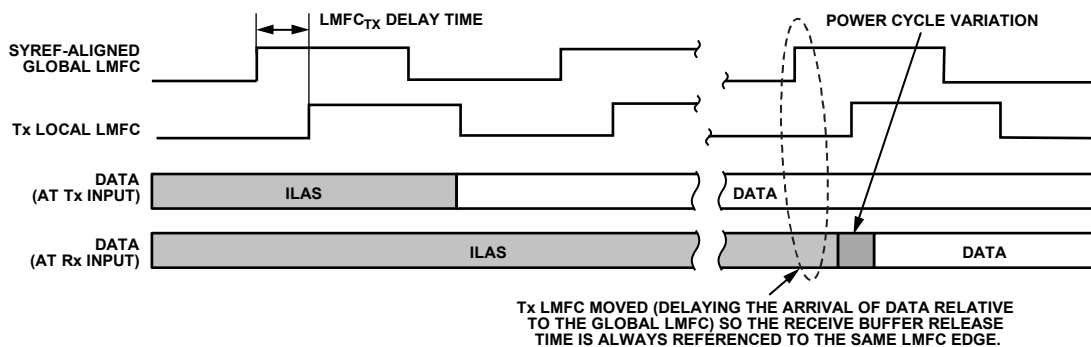 LMFCTX DELAY TIME
POWER CYCLE VARIATION
SYREF-ALIGNED
GLOBAL LMFC
Tx LOCAL LMFC
DATA
(AT Tx INPUT)
ILAS
DATA
DATA
(AT Rx INPUT)
ILAS
DATA
Tx LMFC MOVED (DELAYING THE ARRIVAL OF DATA RELATIVE
TO THE GLOBAL LMFC) SO THE RECEIVE BUFFER RELEASE
TIME IS ALWAYS REFERENCED TO THE SAME LMFC EDGE.